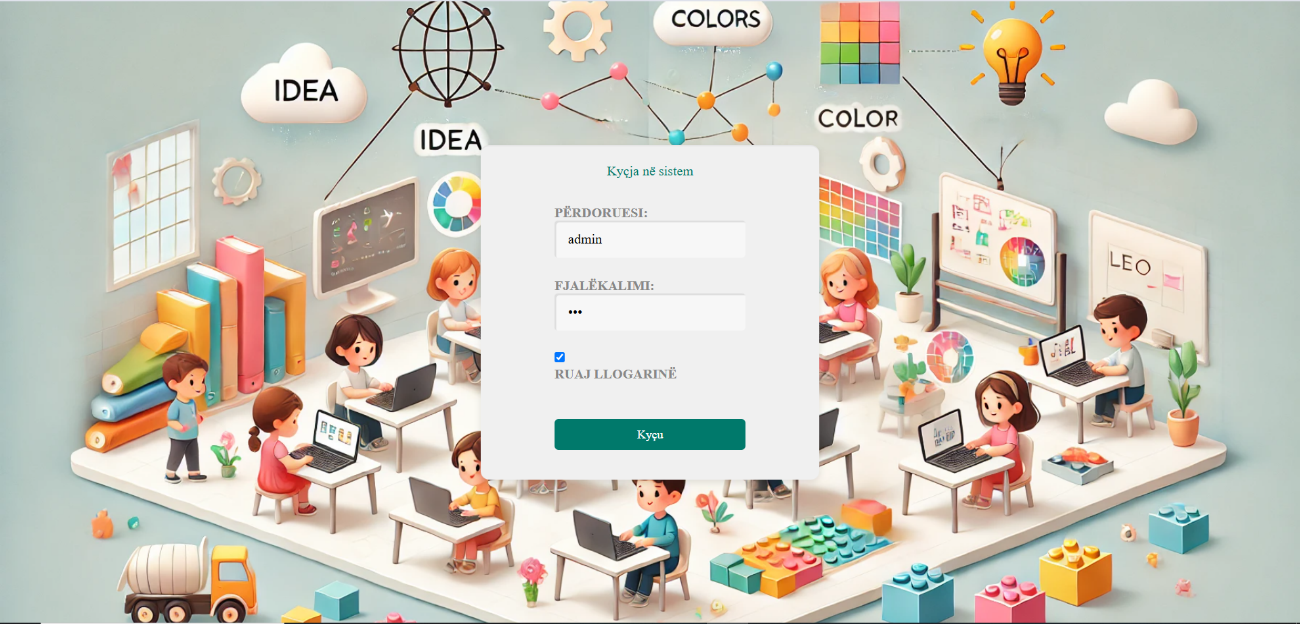 COLORS
IDEA
COLOR
IDEA
Kyçja në sistem
PËRDORUESI:
admin
LEO
FJALËKALIMI:
•••
RUAJ LLOGARINË
Kyçu